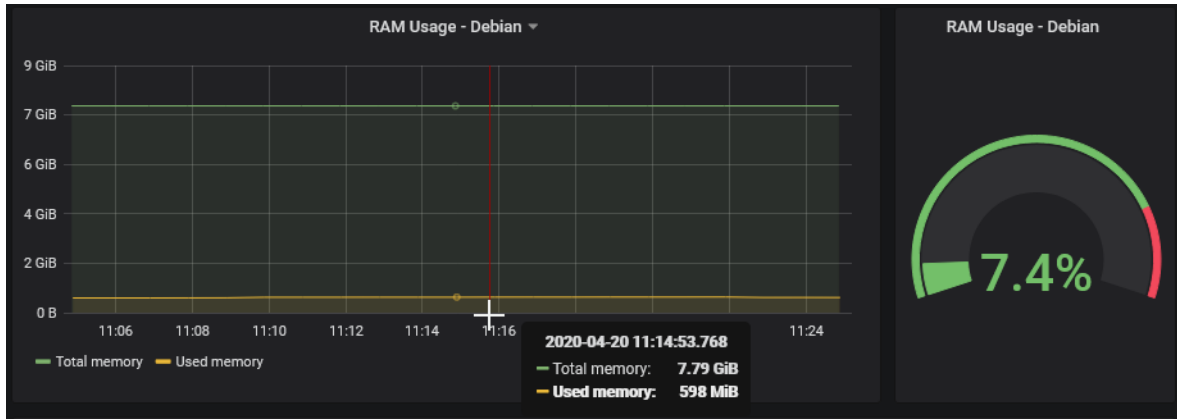 RAM Usage - Debian
9 GiB
7 GiB
6 GiB
4 GiB
2 GiB
0 B
11:06 11:08 11:10 11:12 11:14 11:16 11:24
Total memory Used memory
2020-04-20 11:14:53.768
Total memory: 7.79 GiB
Used memory: 598 MiB
RAM Usage - Debian
7.4%